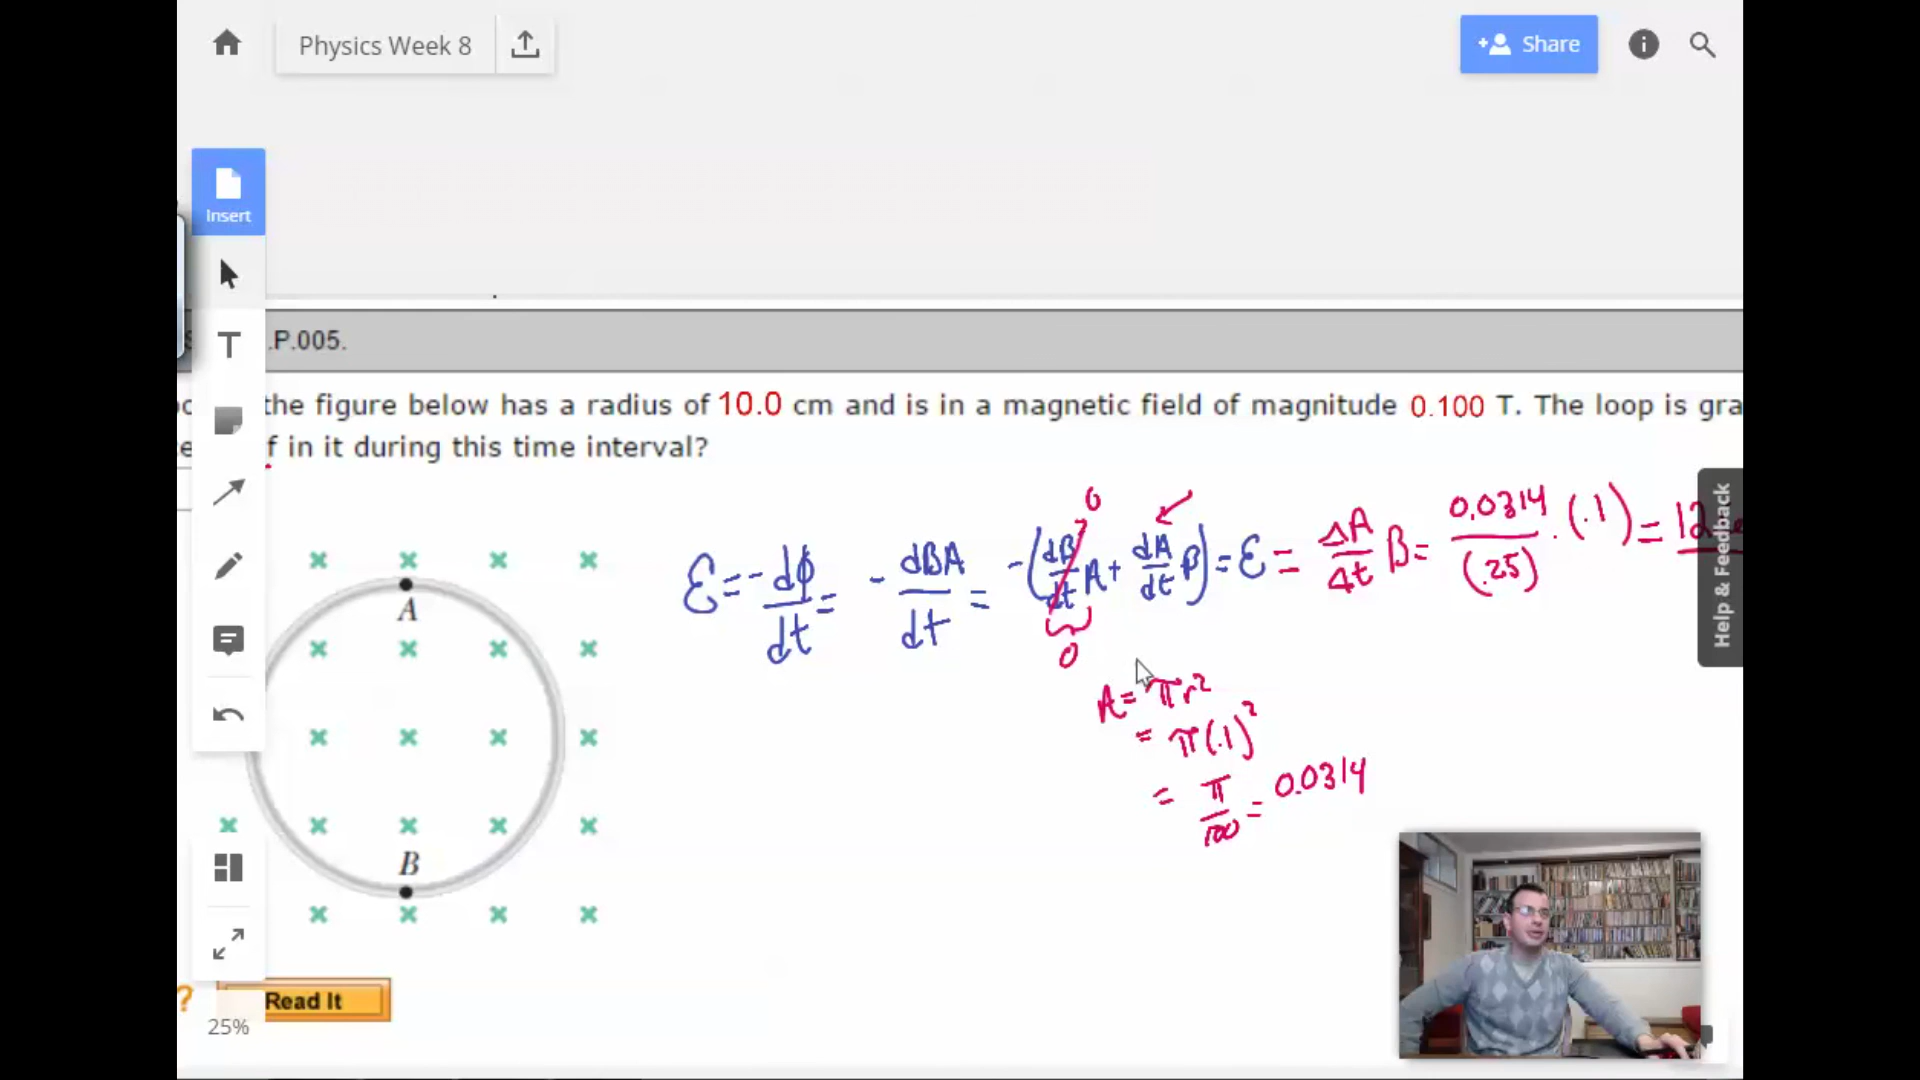 Physics Week 8
Share
Insert
T
.P.005.
the figure below has a radius of 10.0 cm and is in a magnetic field of magnitude 0.100 T. The loop is gra
f in it during this time interval?
ℰ = - dϕ/dt = - dBA/dt = -(dB/dt A + dA/dt B) = ℰ = ΔA/Δt B = 0.0314/(.25) · (.1) = 12
0
0
A = πr²
= π(.1)²
= π/100 = 0.0314
A
B
Help & Feedback
? Read It
25%